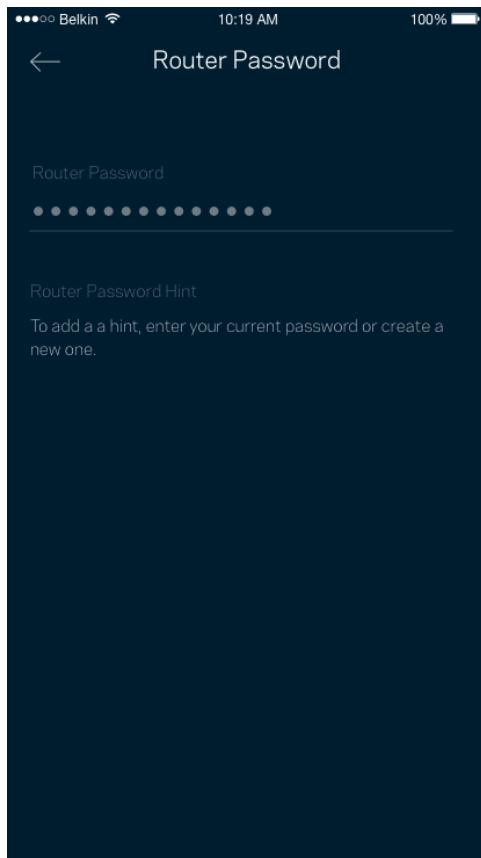 Belkin 10:19 AM 100%
Router Password
Router Password
••••••••••••••
Router Password Hint
To add a a hint, enter your current password or create a
new one.